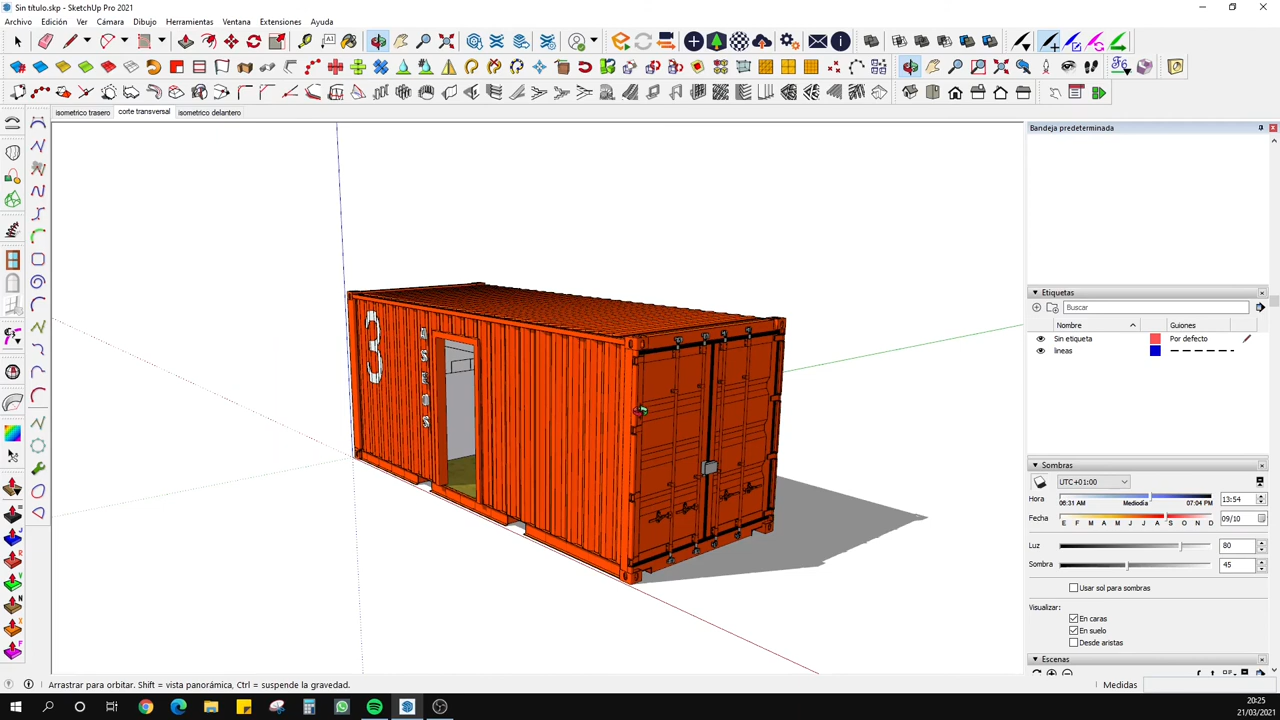 Sin título.skp - SketchUp Pro 2021
Archivo Edición Ver Cámara Dibujo Herramientas Ventana Extensiones Ayuda
isometrico trasero corte transversal isometrico delantero
Bandeja predeterminada
3
ASEOS
Etiquetas
Buscar
Nombre Guiones
Sin etiqueta Por defecto
lineas
Sombras
UTC+01:00
Hora 13:54
06:31 AM Mediodía 07:04 PM
Fecha 09/10
E F M A M J J A S O N D
Luz 80
Sombra 45
Usar sol para sombras
Visualizar:
En caras
En suelo
Desde aristas
Escenas
Arrastrar para orbitar. Shift = vista panorámica, Ctrl = suspende la gravedad.
Medidas
20:25
21/03/2021